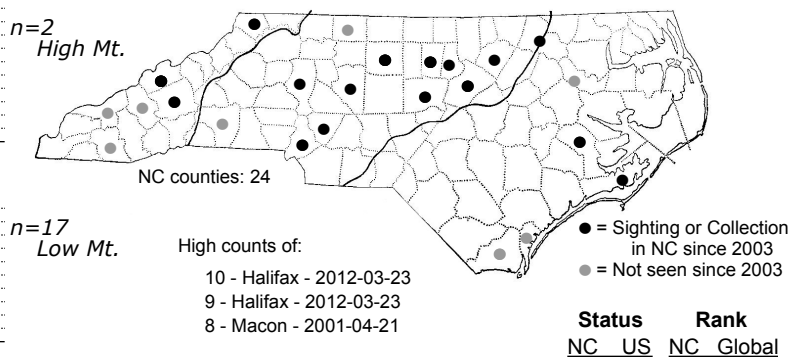 n=2
High Mt.
NC counties: 24
n=17
Low Mt.
High counts of:
10 - Halifax - 2012-03-23
9 - Halifax - 2012-03-23
8 - Macon - 2001-04-21
● = Sighting or Collection
in NC since 2003
● = Not seen since 2003
Status Rank
NC US NC Global